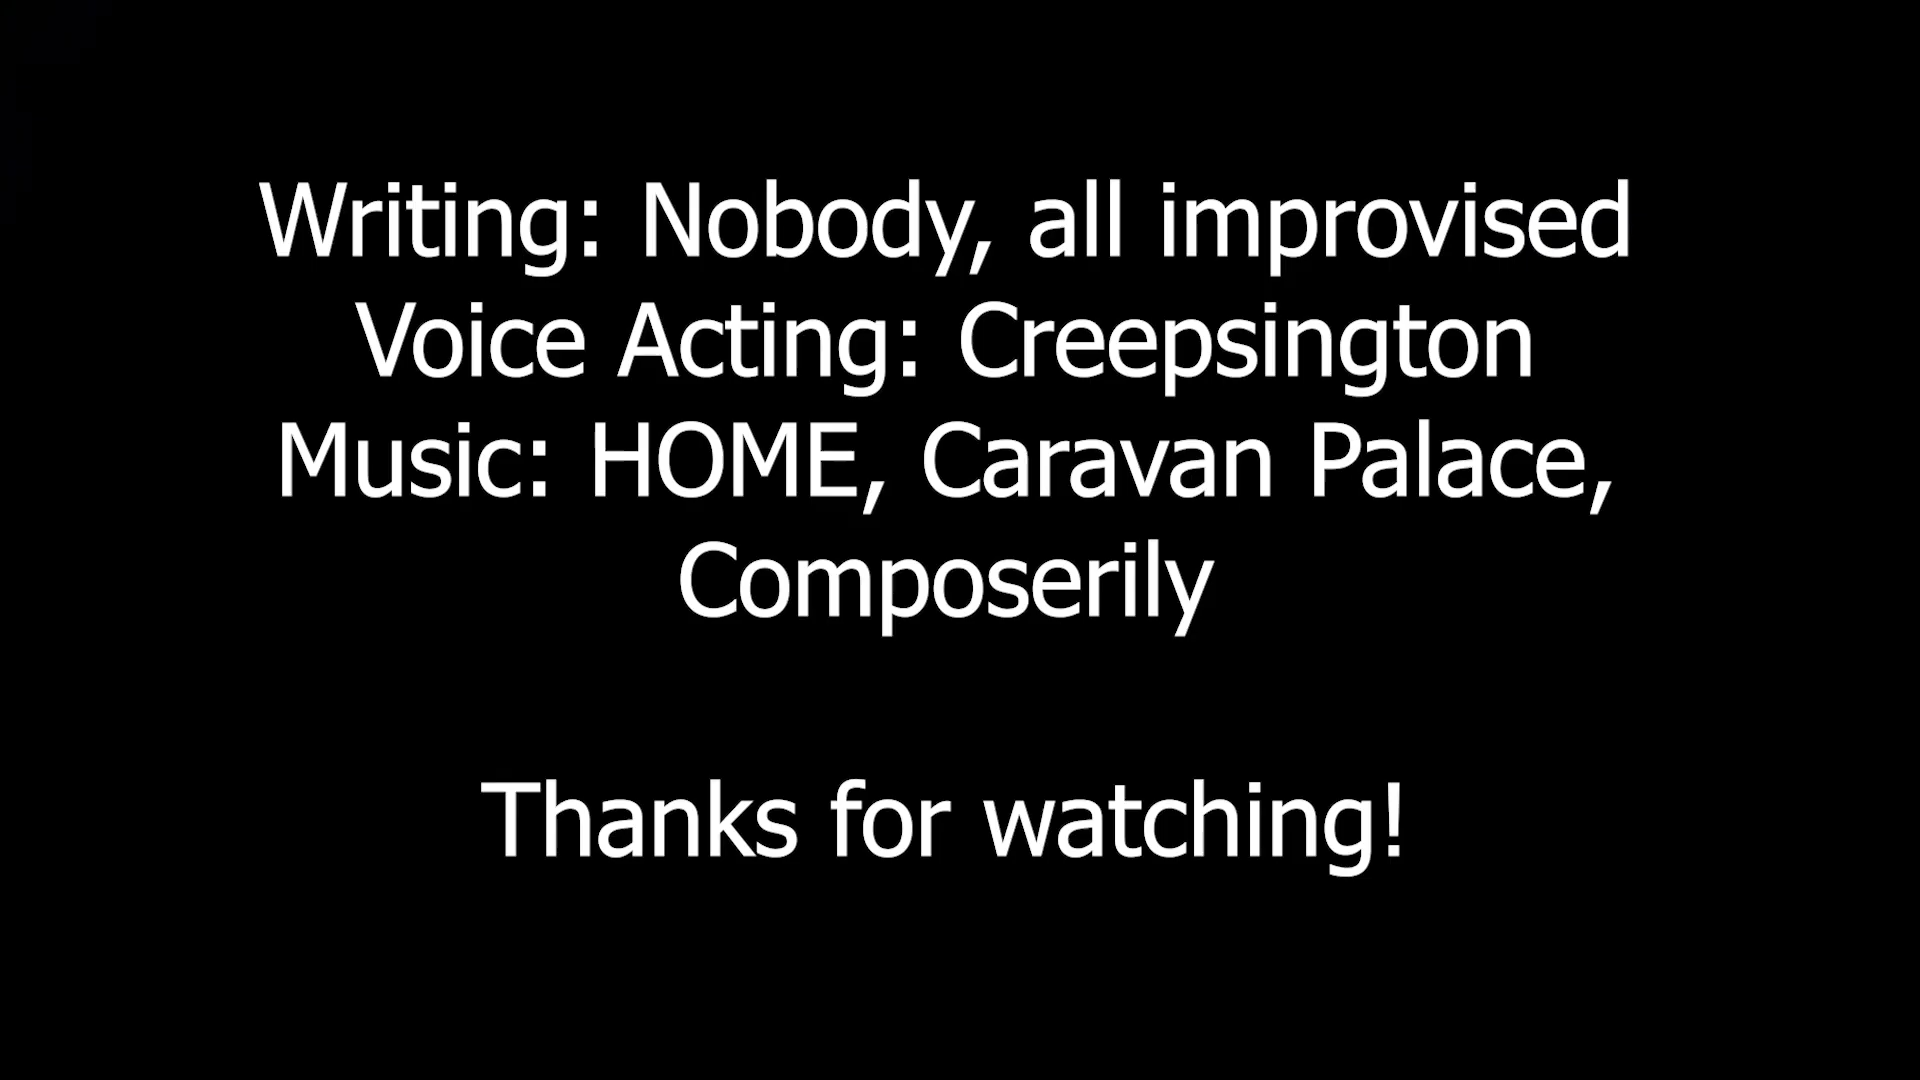 Writing: Nobody, all improvised
Voice Acting: Creepsington
Music: HOME, Caravan Palace,
Composerily
Thanks for watching!